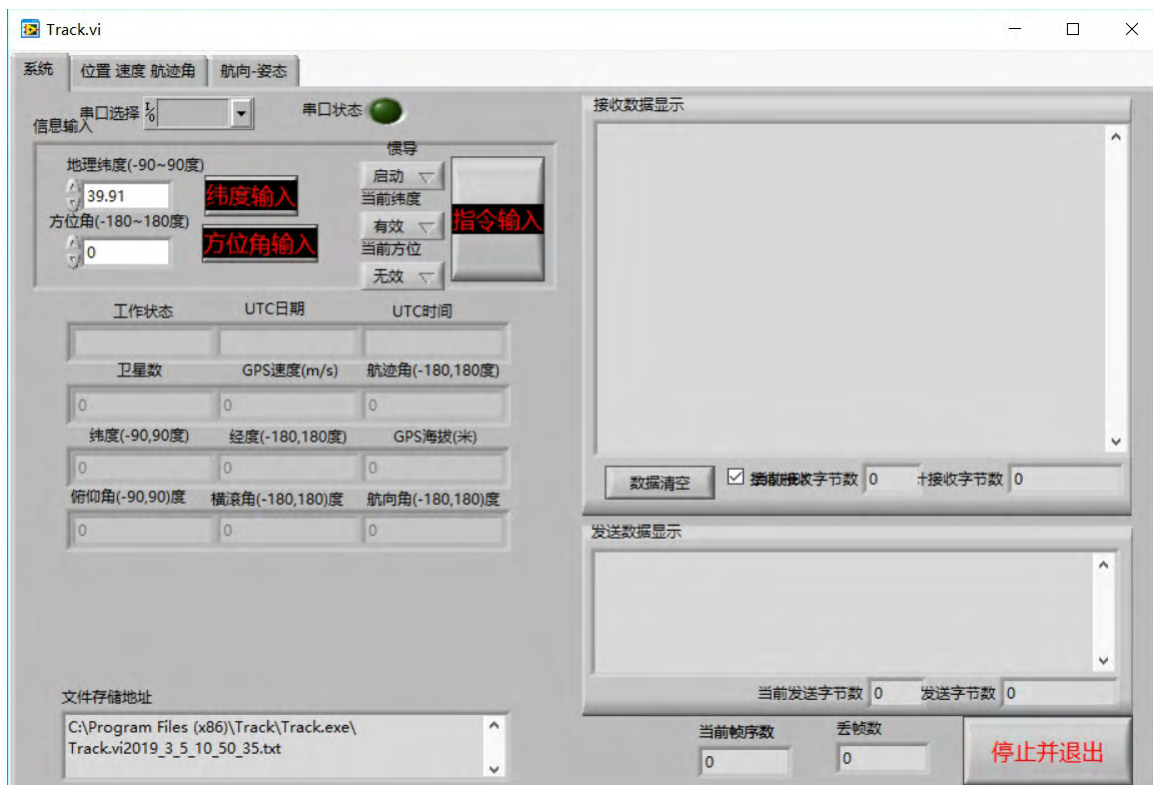 Track.vi
系统
位置 速度 航迹角
航向-姿态
串口选择
串口状态
信息输入
惯导
地理纬度(-90~90度)
39.91
纬度输入
启动
当前纬度
方位角(-180~180度)
0
方位角输入
有效
当前方位
无效
指令输入
工作状态 UTC日期 UTC时间
卫星数 GPS速度(m/s) 航迹角(-180,180度)
0 0 0
纬度(-90,90度) 经度(-180,180度) GPS海拔(米)
0 0 0
俯仰角(-90,90)度 横滚角(-180,180)度 航向角(-180,180)度
0 0 0
文件存储地址
C:\Program Files (x86)\Track\Track.exe\
Track.vi2019_3_5_10_50_35.txt
接收数据显示
数据清空
接收字节数 0
接收字节数 0
发送数据显示
当前发送字节数 0
发送字节数 0
当前帧序数
0
丢帧数
0
停止并退出